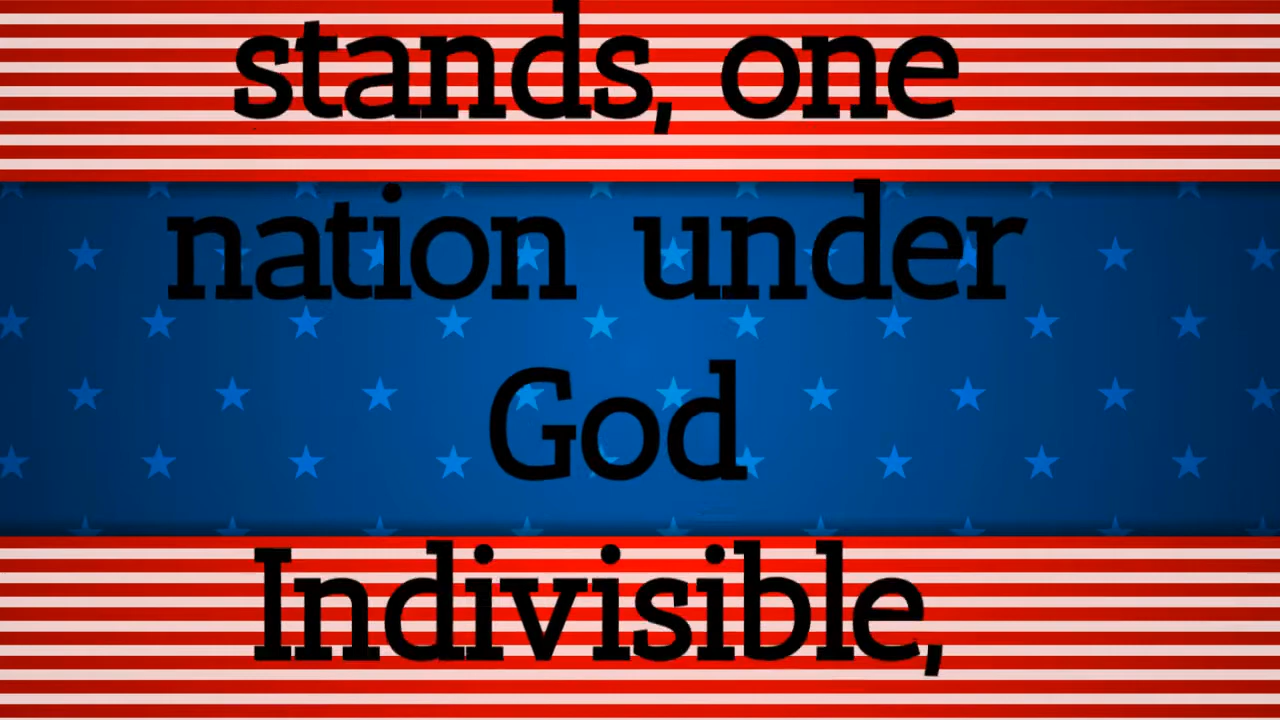 stands, one
nation under
God
Indivisible,